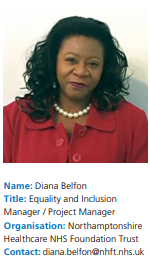 Name: Diana Belfon
Title: Equality and Inclusion
Manager / Project Manager
Organisation: Northamptonshire
Healthcare NHS Foundation Trust
Contact: diana.belfon@nhft.nhs.uk